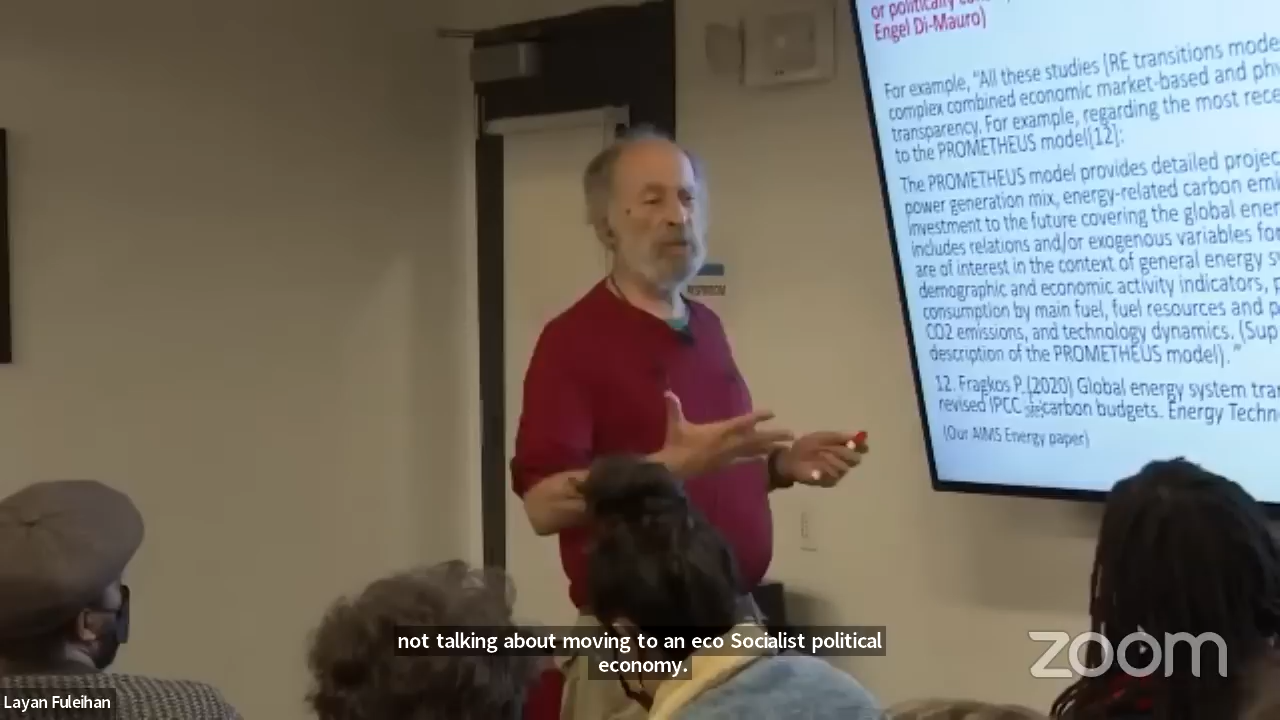 or politically
Engel Di-Mauro)
For example, "All these studies [RE transitions mode
complex combined economic market-based and
transparency. For example, regarding the most rece
to the PROMETHEUS model[12]:
The PROMETHEUS model provides detailed projec
power generation mix, energy-related carbon emi
investment to the future covering the global ener
includes relations and/or exogenous variables fo
are of interest in the context of general energy s
demographic and economic activity indicators, p
consumption by main fuel, fuel resources and p
CO2 emissions, and technology dynamics. (Sup
description of the PROMETHEUS model)."
12. Fragkos P.(2020) Global energy system tra
revised IPCC carbon budgets. Energy Techn
(Our AIMS Energy paper)
not talking about moving to an eco Socialist political
economy.
zoom
Layan Fuleihan